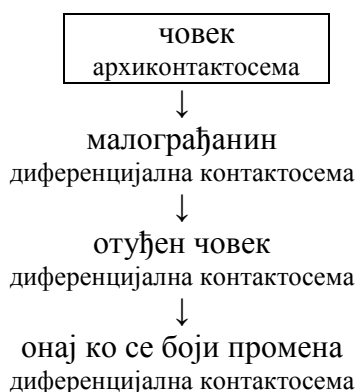 човек
архиконтактосема
↓
малограђанин
диференцијална контактосема
↓
отуђен човек
диференцијална контактосема
↓
онај ко се боји промена
диференцијална контактосема